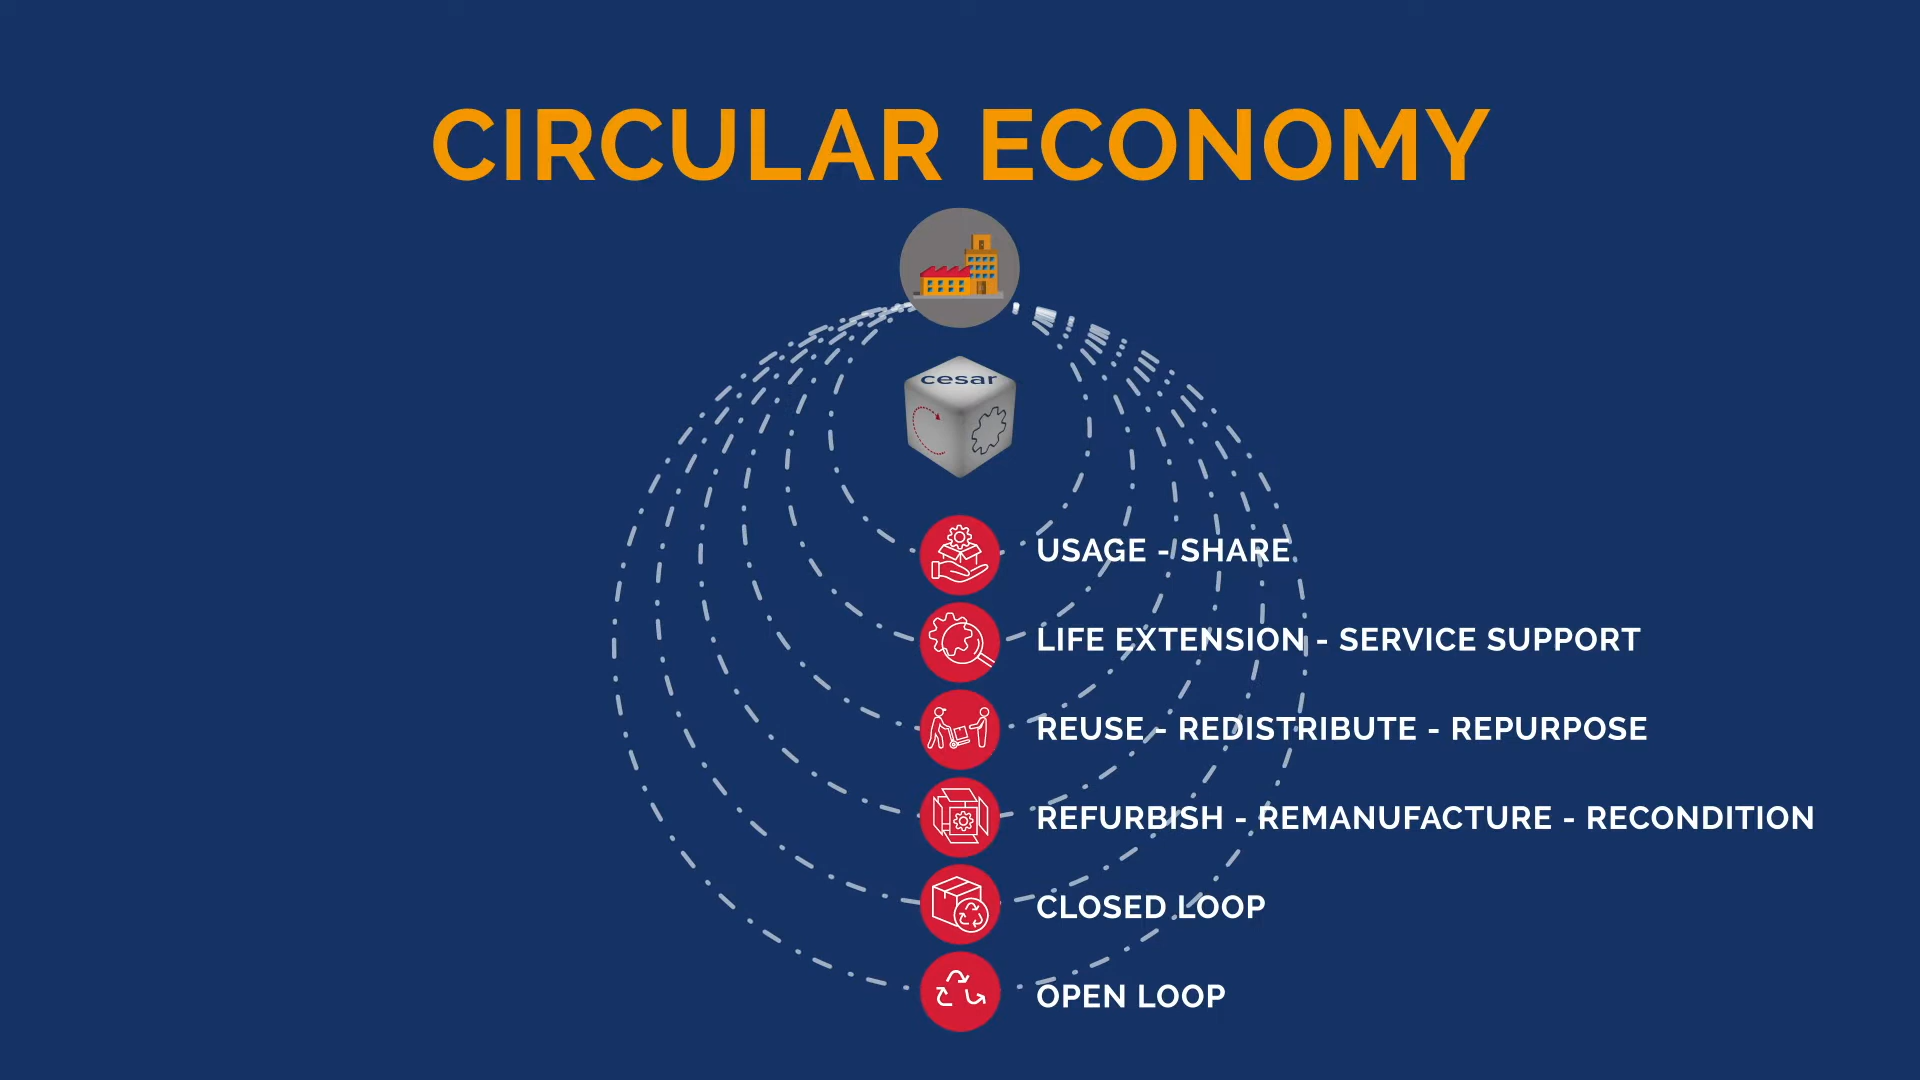 CIRCULAR ECONOMY
cesar
USAGE - SHARE
LIFE EXTENSION - SERVICE SUPPORT
REUSE - REDISTRIBUTE - REPURPOSE
REFURBISH - REMANUFACTURE - RECONDITION
CLOSED LOOP
OPEN LOOP